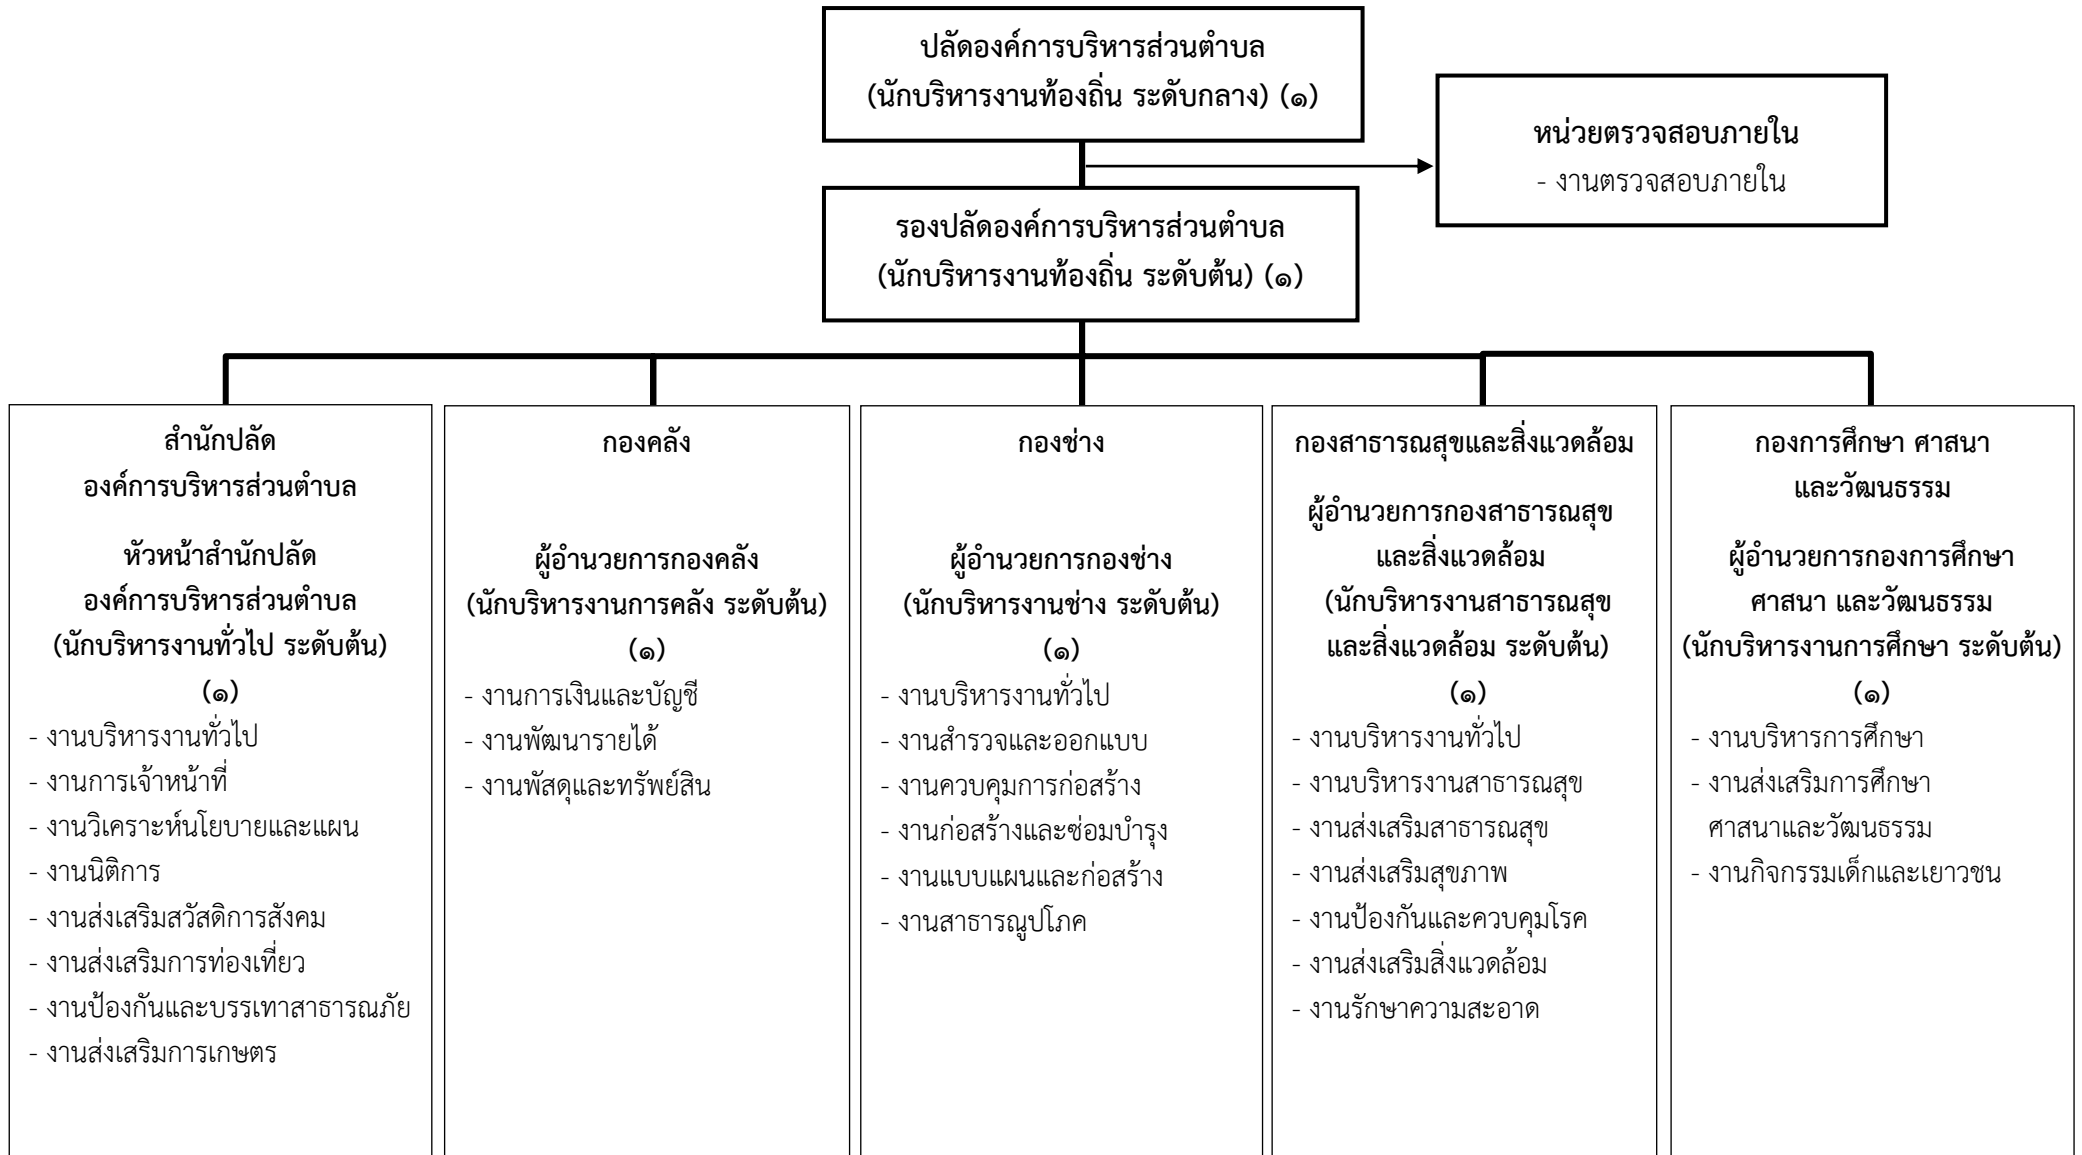 ปลัดองค์การบริหารส่วนตำบล
(นักบริหารงานท้องถิ่น ระดับกลาง) (๑)
หน่วยตรวจสอบภายใน
- งานตรวจสอบภายใน
รองปลัดองค์การบริหารส่วนตำบล
(นักบริหารงานท้องถิ่น ระดับต้น) (๑)
สำนักปลัด
องค์การบริหารส่วนตำบล
หัวหน้าสำนักปลัด
องค์การบริหารส่วนตำบล
(นักบริหารงานทั่วไป ระดับต้น)
(๑)
- งานบริหารงานทั่วไป
- งานการเจ้าหน้าที่
- งานวิเคราะห์นโยบายและแผน
- งานนิติการ
- งานส่งเสริมสวัสดิการสังคม
- งานส่งเสริมการท่องเที่ยว
- งานป้องกันและบรรเทาสาธารณภัย
- งานส่งเสริมการเกษตร
กองคลัง
ผู้อำนวยการกองคลัง
(นักบริหารงานการคลัง ระดับต้น)
(๑)
- งานการเงินและบัญชี
- งานพัฒนารายได้
- งานพัสดุและทรัพย์สิน
กองช่าง
ผู้อำนวยการกองช่าง
(นักบริหารงานช่าง ระดับต้น)
(๑)
- งานบริหารงานทั่วไป
- งานสำรวจและออกแบบ
- งานควบคุมการก่อสร้าง
- งานก่อสร้างและซ่อมบำรุง
- งานแบบแผนและก่อสร้าง
- งานสาธารณูปโภค
กองสาธารณสุขและสิ่งแวดล้อม
ผู้อำนวยการกองสาธารณสุข
และสิ่งแวดล้อม
(นักบริหารงานสาธารณสุข
และสิ่งแวดล้อม ระดับต้น)
(๑)
- งานบริหารงานทั่วไป
- งานบริหารงานสาธารณสุข
- งานส่งเสริมสาธารณสุข
- งานส่งเสริมสุขภาพ
- งานป้องกันและควบคุมโรค
- งานส่งเสริมสิ่งแวดล้อม
- งานรักษาความสะอาด
กองการศึกษา ศาสนา
และวัฒนธรรม
ผู้อำนวยการกองการศึกษา
ศาสนา และวัฒนธรรม
(นักบริหารงานการศึกษา ระดับต้น)
(๑)
- งานบริหารการศึกษา
- งานส่งเสริมการศึกษา
ศาสนาและวัฒนธรรม
- งานกิจกรรมเด็กและเยาวชน